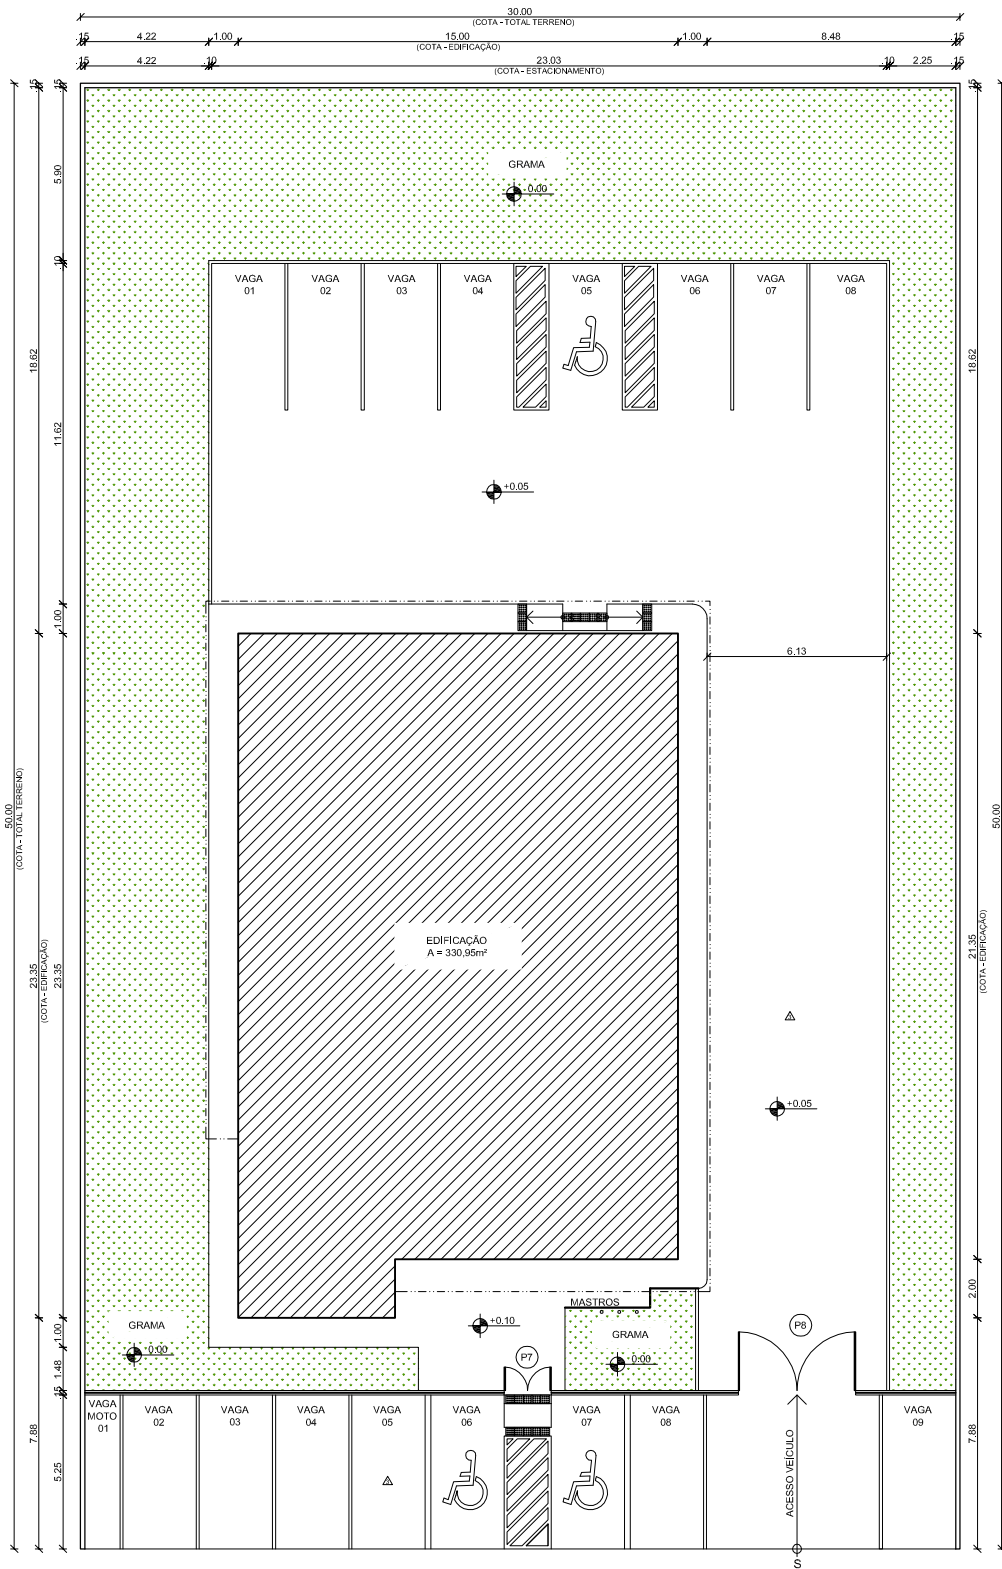 30.00
(COTA - TOTAL TERRENO)
.15 4.22 1.00 15.00 1.00 8.48 .15
(COTA - EDIFICAÇÃO)
.15 4.22 .10 23.03 .10 2.25 .15
(COTA - ESTACIONAMENTO)
.15 .15 .15
GRAMA
5.90
0.00
.10
VAGA VAGA VAGA VAGA VAGA VAGA VAGA VAGA
01 02 03 04 05 06 07 08
18.62
18.62
11.62
+0.05
1.00
6.13
50.00
(COTA - TOTAL TERRENO)
50.00
EDIFICAÇÃO
A = 330,95m²
23.35
(COTA - EDIFICAÇÃO)
23.35
21.35
(COTA - EDIFICAÇÃO)
+0.05
2.00
MASTROS
GRAMA
+0.10
P8
1.00
GRAMA
0.00
P7
0.00
1.48
.15
VAGA
MOTO
01
VAGA VAGA VAGA VAGA VAGA VAGA VAGA VAGA
02 03 04 05 06 07 08 09
7.88
7.88
5.25
ACESSO VEÍCULO
S